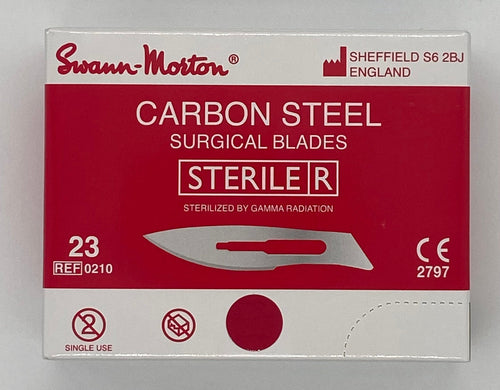 Swann-Morton®
SHEFFIELD S6 2BJ
ENGLAND
CARBON STEEL
SURGICAL BLADES
STERILE R
STERILIZED BY GAMMA RADIATION
23
REF 0210
CE
2797
2
SINGLE USE